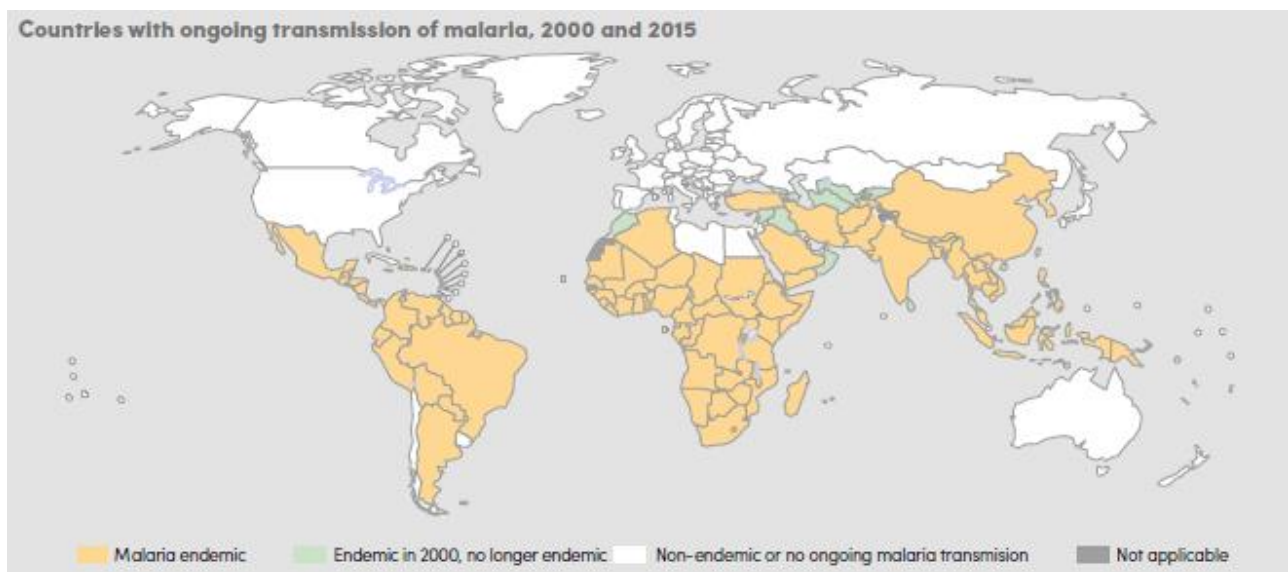 Countries with ongoing transmission of malaria, 2000 and 2015
Malaria endemic
Endemic in 2000, no longer endemic
Non-endemic or no ongoing malaria transmision
Not applicable